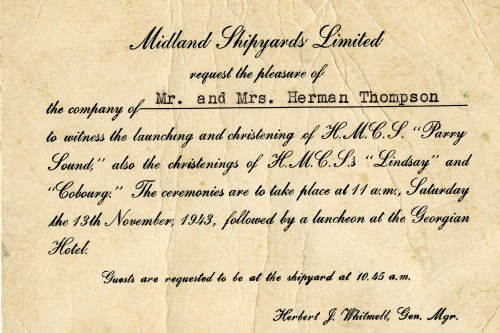 Midland Shipyards Limited
request the pleasure of
the company of Mr. and Mrs. Herman Thompson
to witness the launching and christening of H.M.C.S. "Parry
Sound," also the christenings of H.M.C.S.s "Lindsay" and
"Cobourg." The ceremonies are to take place at 11 a.m., Saturday
the 13th November, 1943, followed by a luncheon at the Georgian
Hotel.
Guests are requested to be at the shipyard at 10.45 a.m.
Herbert J. Whitmell, Gen. Mgr.